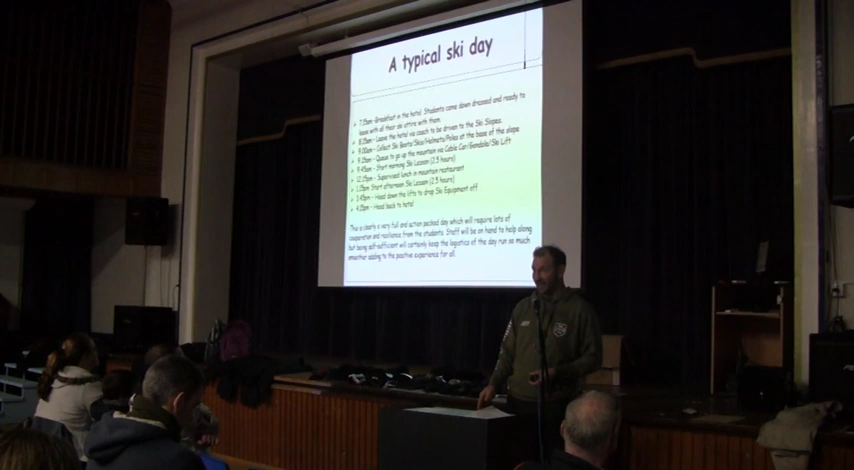 A typical ski day
7.15am -Breakfast in the hotel. Students come down dressed and ready to
leave with all their ski attire with them.
8.15am - Leave the hotel via coach to be driven to the Ski Slopes.
9.00am - Collect Ski Boots/Skis/Helmets/Poles at the base of the slope
9.15am - Queue to go up the mountain via Cable Car/Gondola/Ski Lift
9.45am - Start morning Ski Lesson (2.5 hours)
12.15pm - Supervised lunch in mountain restaurant
1.15pm Start afternoon Ski Lesson (2.5 hours)
3.45pm - Head down the lifts to drop Ski Equipment off
4.15pm - Head back to hotel
This is clearly a very full and action packed day which will require lots of
cooperation and resilience from the students. Staff will be on hand to help along
but being self-sufficient will certainly keep the logistics of the day run so much
smoother adding to the positive experience for all.